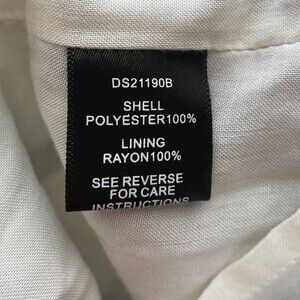 DS21190B
SHELL
POLYESTER100%
LINING
RAYON100%
SEE REVERSE
FOR CARE
INSTRUCTIONS